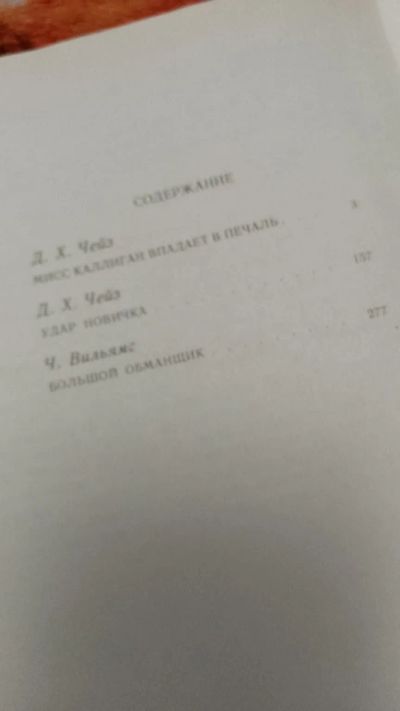 СОДЕРЖАНИЕ
Д. Х. Чейз
МИСС КАЛЛИГАН ВПАДАЕТ В ПЕЧАЛЬ . . . 3
Д. Х. Чейз
УДАР НОВИЧКА . . . . . . . . . . . 157
Ч. Вильямс
БОЛЬШОЙ ОБМАНЩИК . . . . . . . . 277